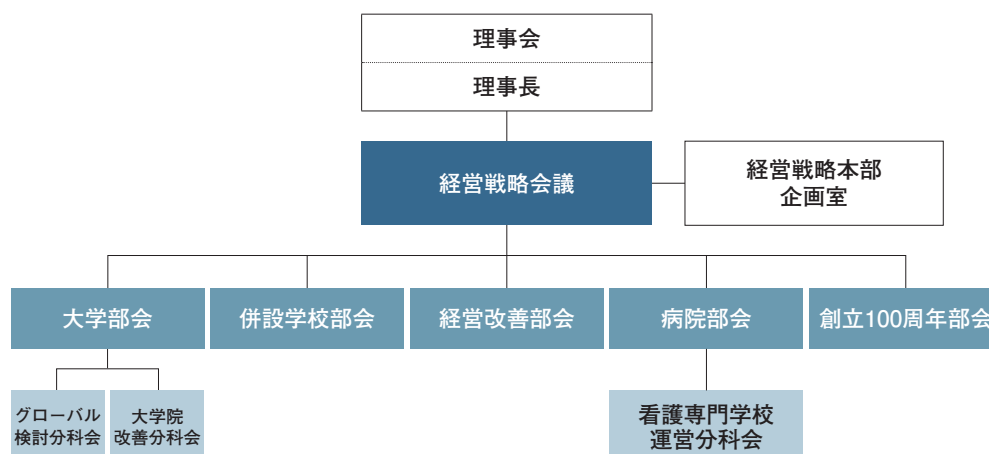 理事会
理事長
経営戦略会議
経営戦略本部
企画室
大学部会
併設学校部会
経営改善部会
病院部会
創立100周年部会
グローバル
検討分科会
大学院
改善分科会
看護専門学校
運営分科会